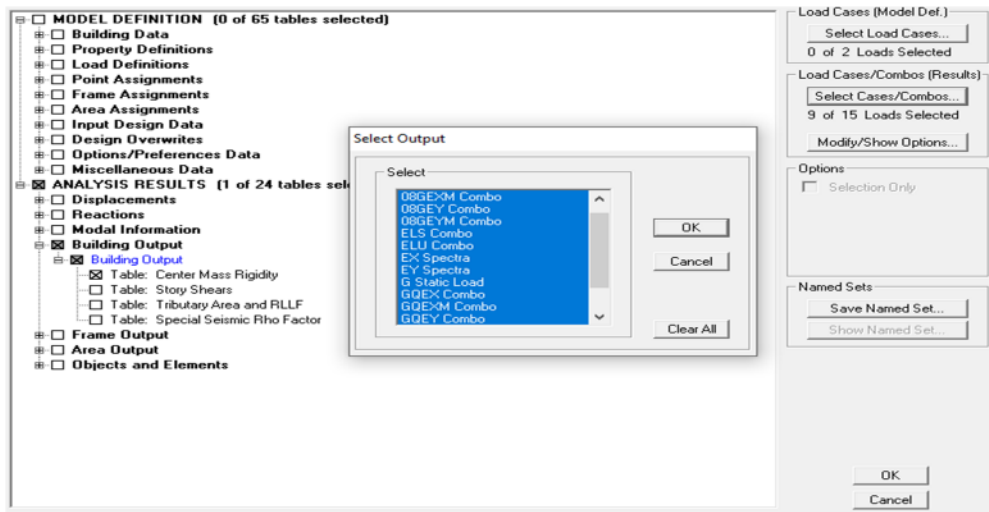 MODEL DEFINITION (0 of 65 tables selected)
Building Data
Property Definitions
Load Definitions
Point Assignments
Frame Assignments
Area Assignments
Input Design Data
Design Overwrites
Options/Preferences Data
Miscellaneous Data
ANALYSIS RESULTS (1 of 24 tables sel
Displacements
Reactions
Modal Information
Building Output
Building Output
Table: Center Mass Rigidity
Table: Story Shears
Table: Tributary Area and RLLF
Table: Special Seismic Rho Factor
Frame Output
Area Output
Objects and Elements
Select Output
Select
08GEXM Combo
08GEY Combo
08GEYM Combo
ELS Combo
ELU Combo
EX Spectra
EY Spectra
G Static Load
GQEX Combo
GQEXM Combo
GQEY Combo
OK
Cancel
Clear All
Load Cases (Model Def.)
Select Load Cases...
0 of 2 Loads Selected
Load Cases/Combos (Results)
Select Cases/Combos...
9 of 15 Loads Selected
Modify/Show Options...
Options
Selection Only
Named Sets
Save Named Set...
Show Named Set...
OK
Cancel